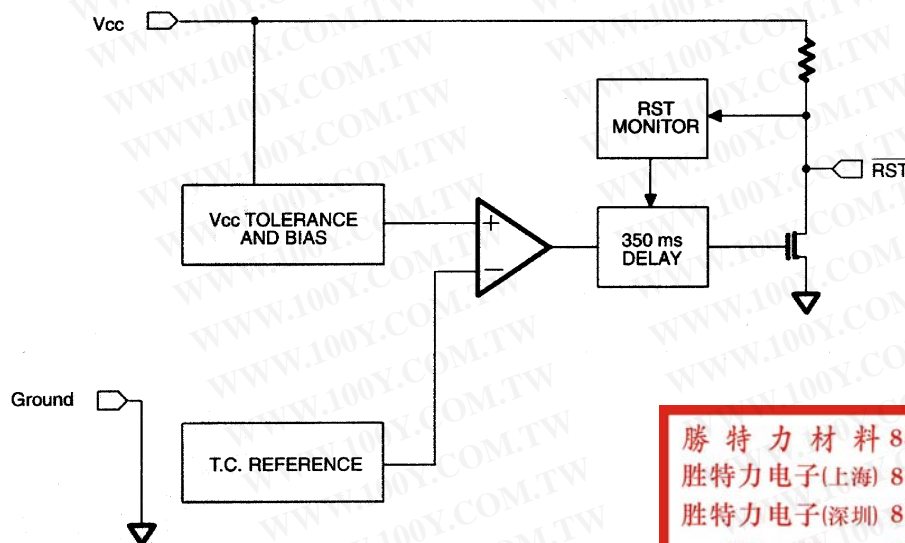 Vcc
RST
MONITOR
RST
Vcc TOLERANCE
AND BIAS
+
−
350 ms
DELAY
Ground
T.C. REFERENCE
勝特力材料 8
胜特力电子(上海) 8
胜特力电子(深圳) 8
WWW.100Y.COM.TW